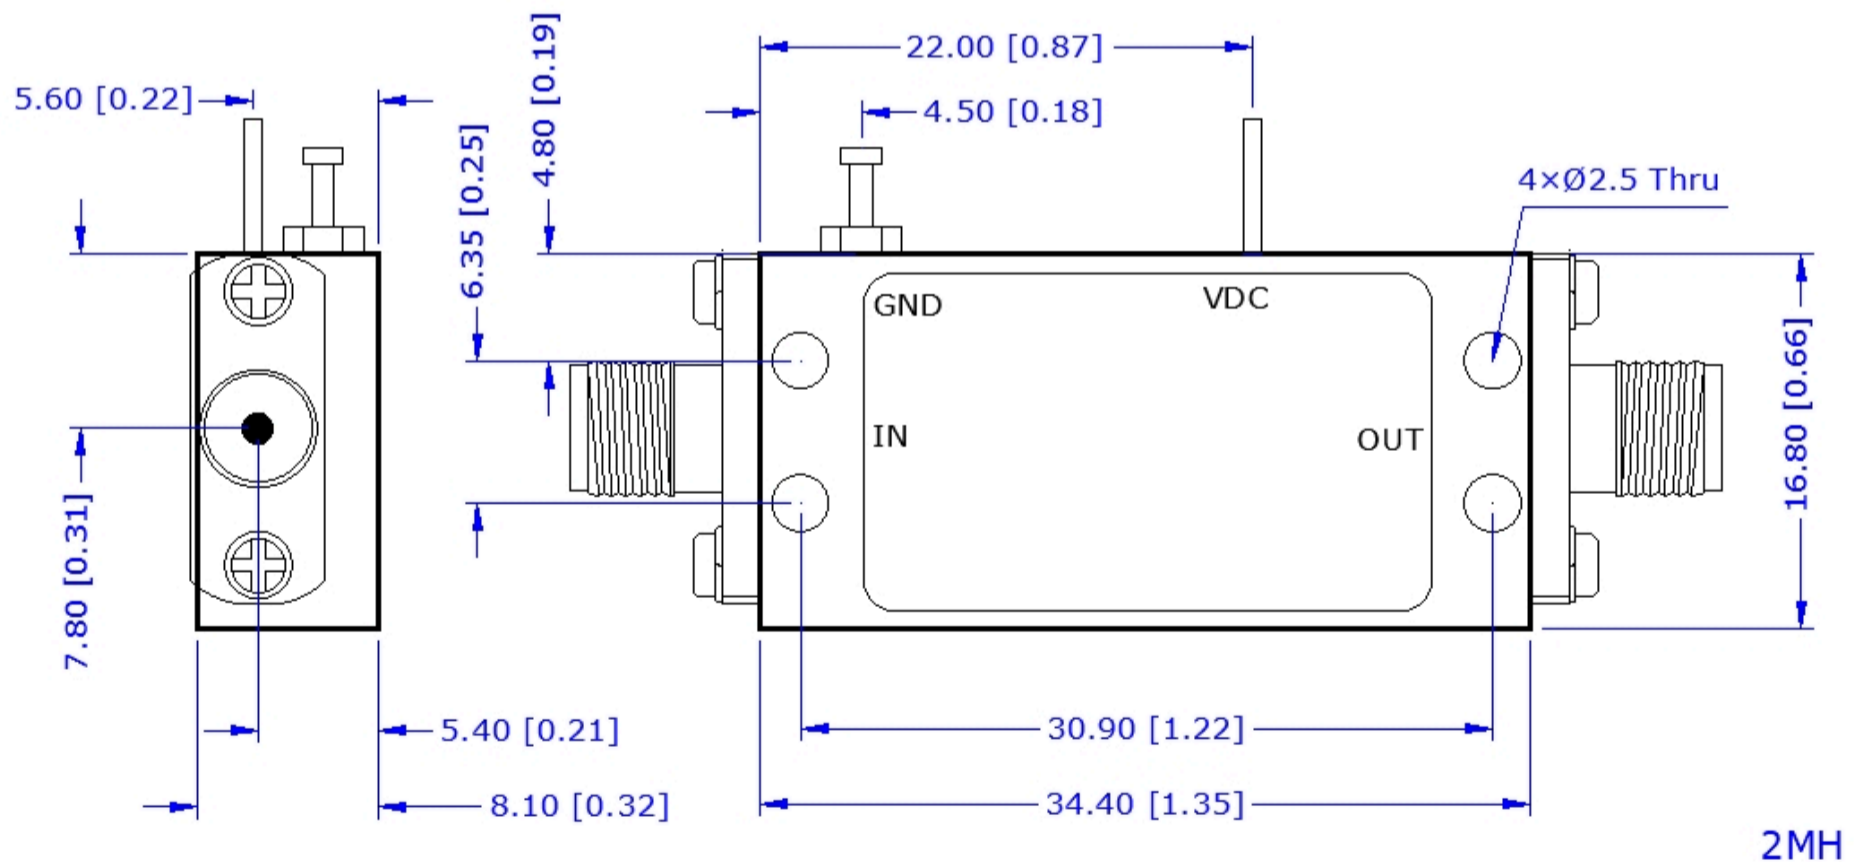 22.00 [0.87]
5.60 [0.22]
4.80 [0.19]
4.50 [0.18]
6.35 [0.25]
4×Ø2.5 Thru
GND
VDC
IN
OUT
16.80 [0.66]
7.80 [0.31]
5.40 [0.21]
30.90 [1.22]
8.10 [0.32]
34.40 [1.35]
2MH